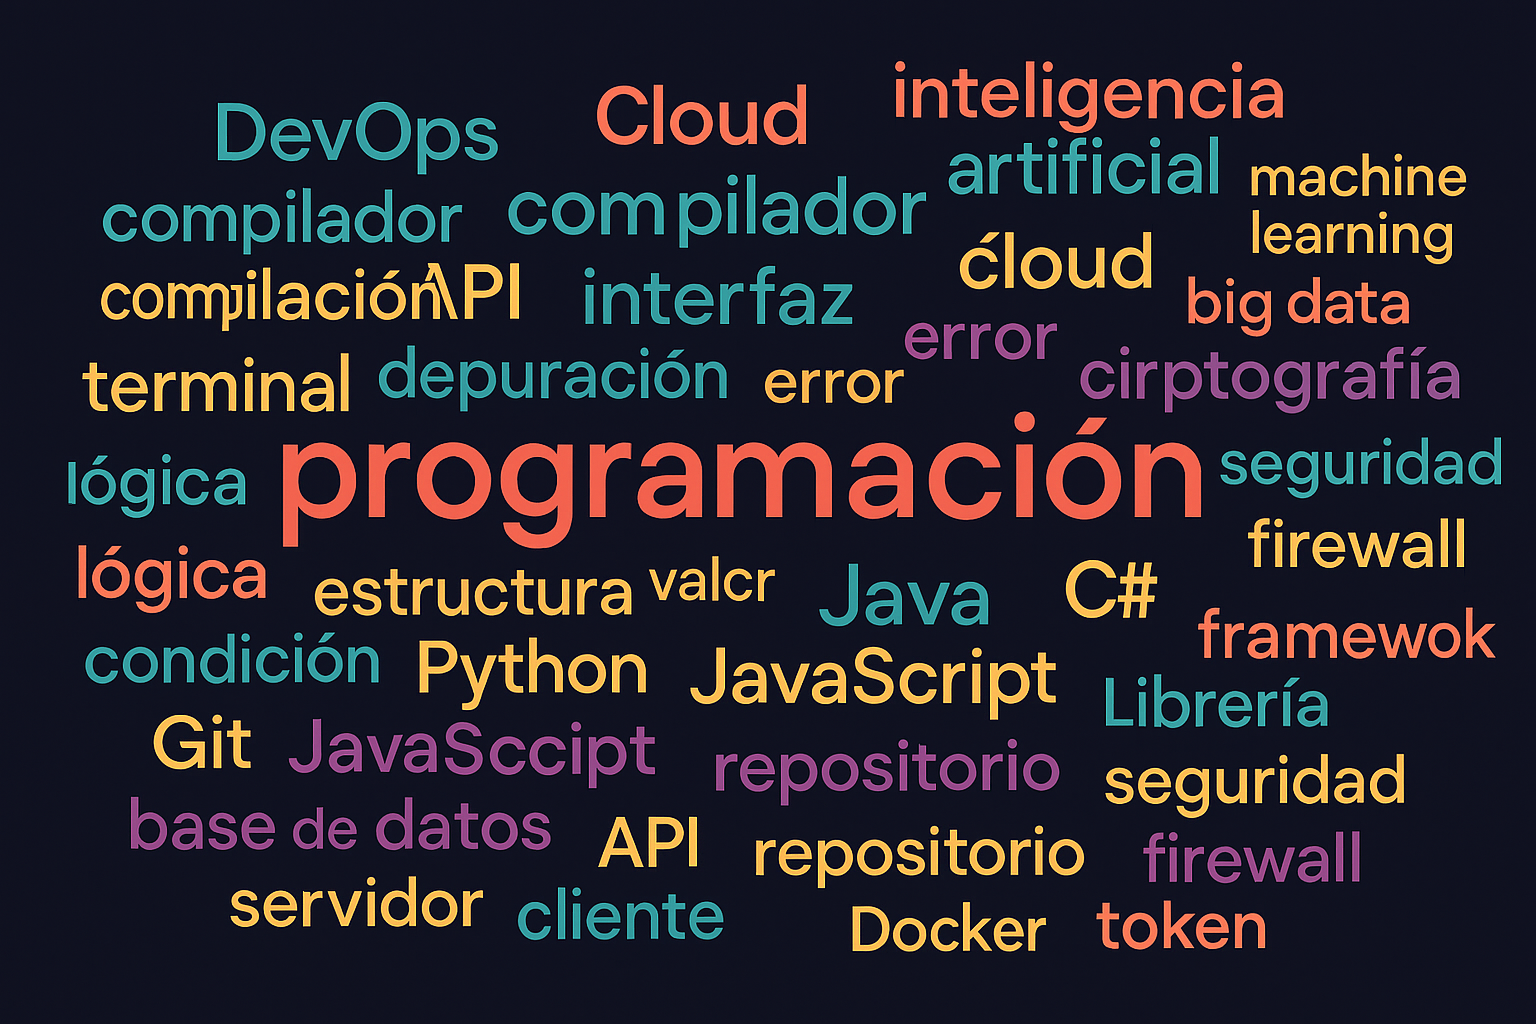 DevOps Cloud inteligencia
artificial machine
learning
compilador compilador
ćloud
compilación API interfaz
big data
error
terminal depuración error cirptografía
lógica programación seguridad
firewall
lógica estructura valcr Java C#
framewok
condición Python JavaScript Librería
Git JavaSccipt repositorio seguridad
base de datos API repositorio firewall
servidor cliente Docker token